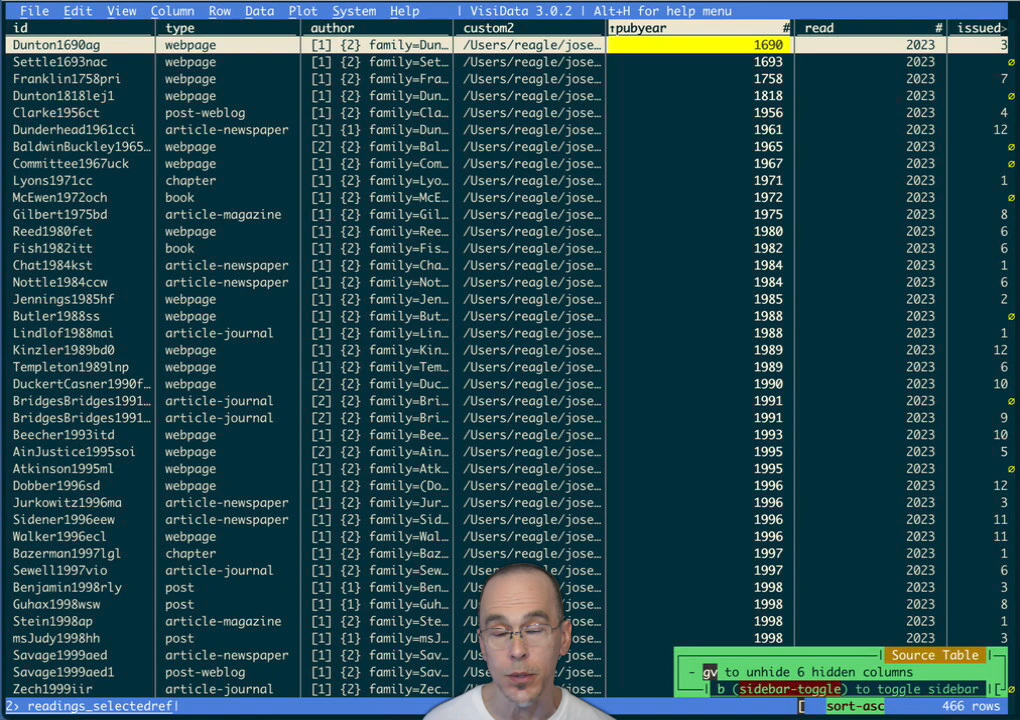 File Edit View Column Row Data Plot System Help | VisiData 3.0.2 | Alt+H for help menu
id type author custom2 ↑pubyear # read # issued>
Dunton1690ag webpage [1] {2} family=Dun… /Users/reagle/jose… 1690 2023 3
Settle1693nac webpage [1] {2} family=Set… /Users/reagle/jose… 1693 2023 ∅
Franklin1758pri webpage [1] {2} family=Fra… /Users/reagle/jose… 1758 2023 7
Dunton1818lej1 webpage [1] {2} family=Dun… /Users/reagle/jose… 1818 2023 ∅
Clarke1956ct post-weblog [1] {2} family=Cla… /Users/reagle/jose… 1956 2023 4
Dunderhead1961cci article-newspaper [1] {1} family=Dun… /Users/reagle/jose… 1961 2023 12
BaldwinBuckley1965… webpage [2] {2} family=Bal… /Users/reagle/jose… 1965 2023 ∅
Committee1967uck webpage [1] {2} family=Com… /Users/reagle/jose… 1967 2023 ∅
Lyons1971cc chapter [1] {2} family=Lyo… /Users/reagle/jose… 1971 2023 1
McEwen1972och book [1] {2} family=McE… /Users/reagle/jose… 1972 2023 ∅
Gilbert1975bd article-magazine [1] {2} family=Gil… /Users/reagle/jose… 1975 2023 8
Reed1980fet webpage [1] {2} family=Ree… /Users/reagle/jose… 1980 2023 6
Fish1982itt book [1] {2} family=Fis… /Users/reagle/jose… 1982 2023 6
Chat1984kst article-newspaper [1] {2} family=Cha… /Users/reagle/jose… 1984 2023 1
Nottle1984ccw article-newspaper [1] {2} family=Not… /Users/reagle/jose… 1984 2023 6
Jennings1985hf webpage [1] {2} family=Jen… /Users/reagle/jose… 1985 2023 2
Butler1988ss webpage [1] {2} family=But… /Users/reagle/jose… 1988 2023 ∅
Lindlof1988mai article-journal [1] {2} family=Lin… /Users/reagle/jose… 1988 2023 1
Kinzler1989bd0 webpage [1] {2} family=Kin… /Users/reagle/jose… 1989 2023 12
Templeton1989lnp webpage [1] {2} family=Tem… /Users/reagle/jose… 1989 2023 6
DuckertCasner1990f… webpage [2] {2} family=Duc… /Users/reagle/jose… 1990 2023 10
BridgesBridges1991… article-journal [2] {2} family=Bri… /Users/reagle/jose… 1991 2023 ∅
BridgesBridges1991… article-journal [2] {2} family=Bri… /Users/reagle/jose… 1991 2023 9
Beecher1993itd webpage [1] {2} family=Bee… /Users/reagle/jose… 1993 2023 10
AinJustice1995soi webpage [2] {2} family=Ain… /Users/reagle/jose… 1995 2023 5
Atkinson1995ml webpage [1] {2} family=Atk… /Users/reagle/jose… 1995 2023 ∅
Dobber1996sd webpage [1] {2} family=(Do… /Users/reagle/jose… 1996 2023 12
Jurkowitz1996ma article-newspaper [1] {2} family=Jur… /Users/reagle/jose… 1996 2023 3
Sidener1996eew article-newspaper [1] {2} family=Sid… /Users/reagle/jose… 1996 2023 11
Walker1996ecl webpage [1] {2} family=Wal… /Users/reagle/jose… 1996 2023 11
Bazerman1997lgl chapter [1] {2} family=Baz… /Users/reagle/jose… 1997 2023 1
Sewell1997vio article-journal [1] {2} family=Sew… /Users/reagle/jose… 1997 2023 6
Benjamin1998rly post [1] {1} family=Ben… /Users/reagle/jose… 1998 2023 3
Guhax1998wsw post [1] {1} family=Guh… /Users/reagle/jose… 1998 2023 8
Stein1998ap article-magazine [1] {2} family=Ste… /Users/reagle/jose… 1998 2023 1
msJudy1998hh post [1] {1} family=msJ… /Users 1998 2023 3
Savage1999aed article-newspaper [1] {2} family=Sav… /Users Source Table
Savage1999aed1 post-weblog [1] {2} family=Sav… /Users - gv to unhide 6 hidden columns
Zech1999iir article-journal [1] {2} family=Zec… /Users b (sidebar-toggle) to toggle sidebar ∅
2> readings_selectedref| sort-asc 466 rows